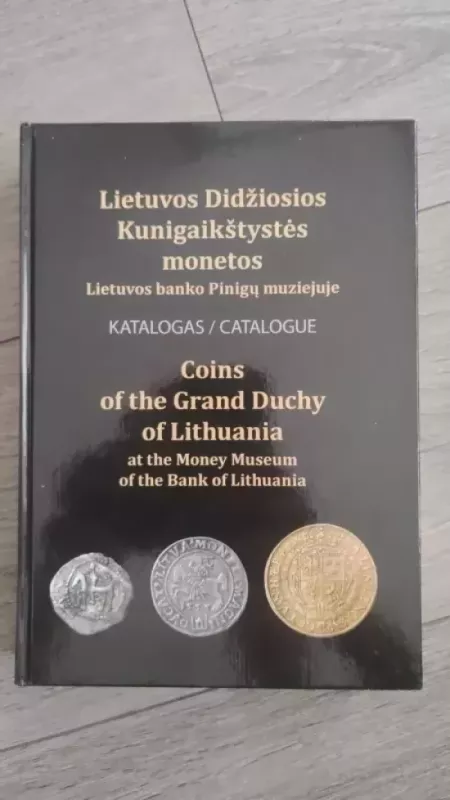 Lietuvos Didžiosios
Kunigaikštystės
monetos
Lietuvos banko Pinigų muziejuje
KATALOGAS / CATALOGUE
Coins
of the Grand Duchy
of Lithuania
at the Money Museum
of the Bank of Lithuania